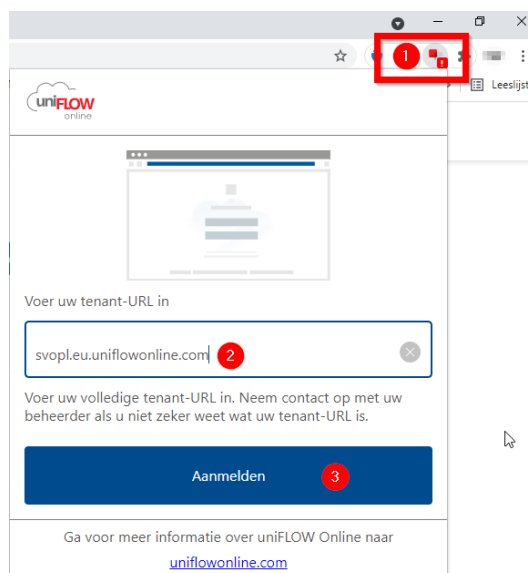 1
Leeslijst
uniFLOW
online
Voer uw tenant-URL in
svopl.eu.uniflowonline.com 2
Voer uw volledige tenant-URL in. Neem contact op met uw
beheerder als u niet zeker weet wat uw tenant-URL is.
Aanmelden 3
Ga voor meer informatie over uniFLOW Online naar
uniflowonline.com